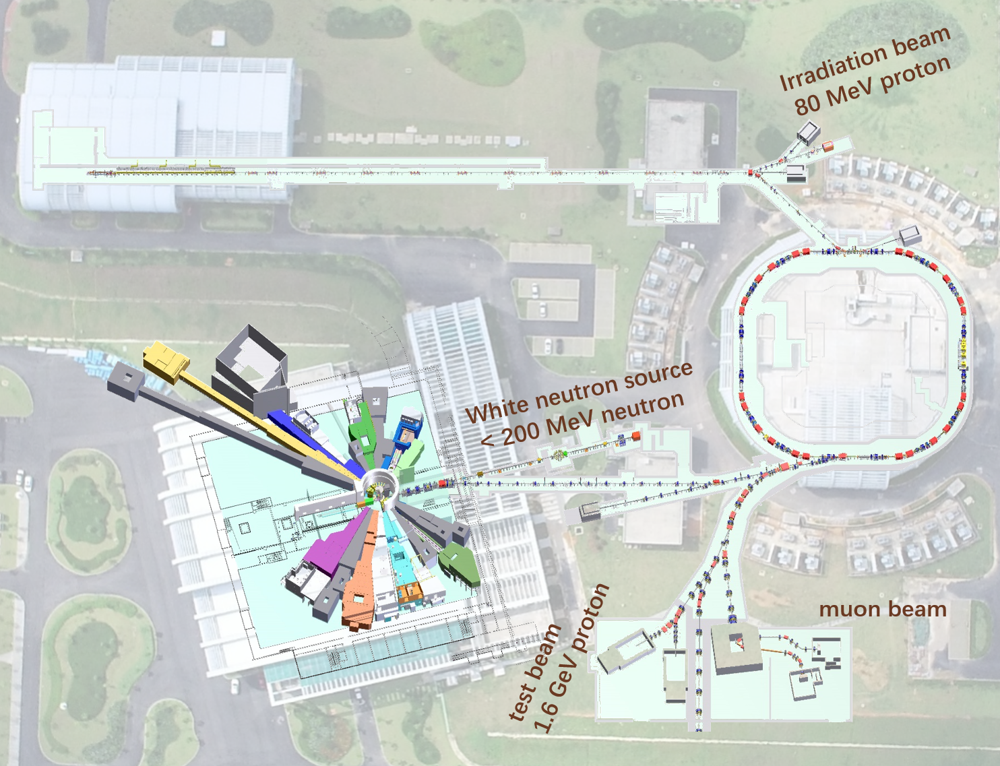 Irradiation beam
80 MeV proton
White neutron source
< 200 MeV neutron
test beam
1.6 GeV proton
muon beam